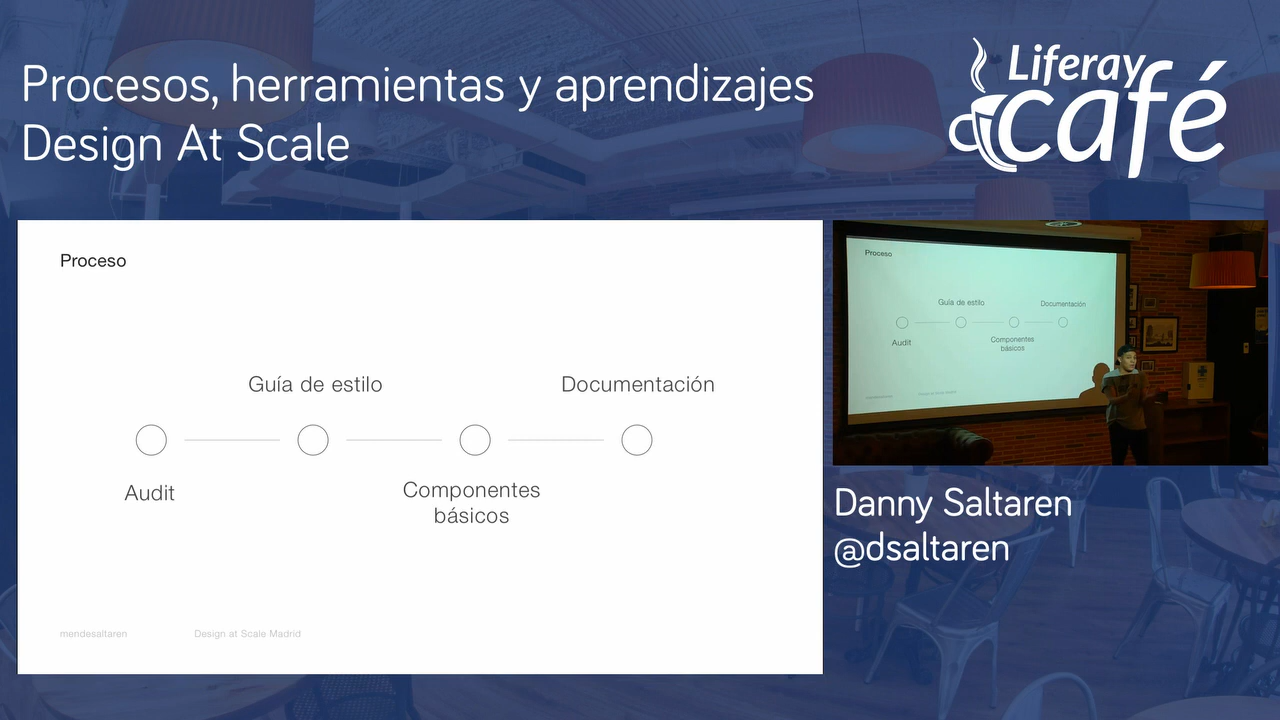 Procesos, herramientas y aprendizajes
Design At Scale
Liferay
café
Proceso
Guía de estilo
Documentación
Audit
Componentes
básicos
mendesaltaren
Design at Scale Madrid
Proceso
Guía de estilo
Documentación
Audit
Componentes
básicos
Danny Saltaren
@dsaltaren